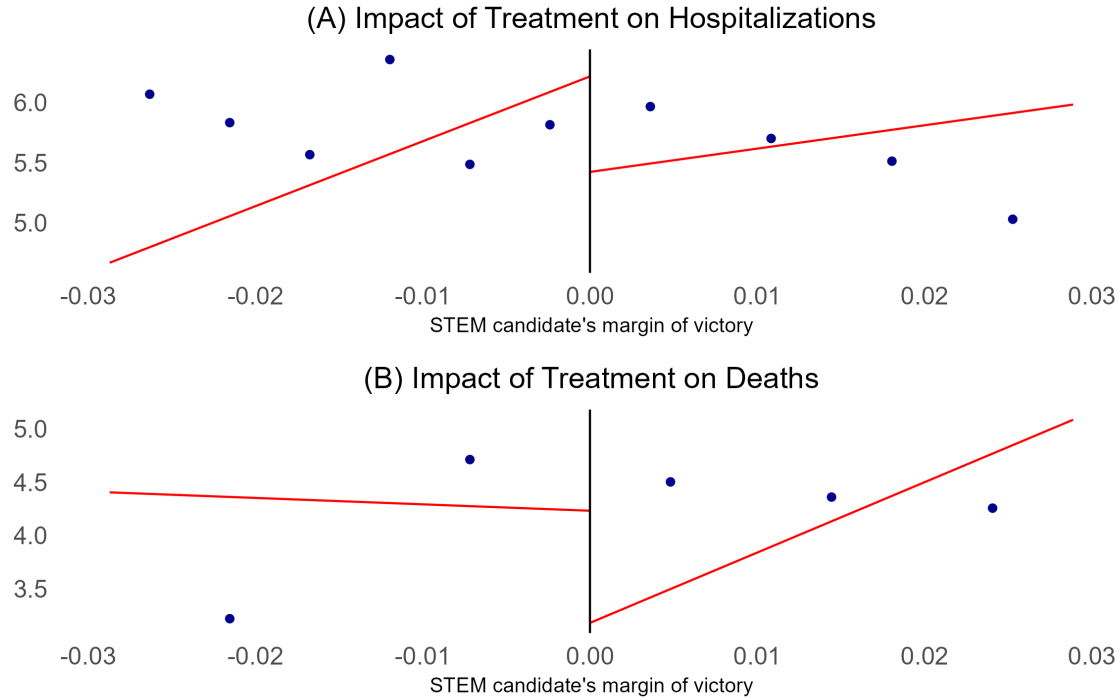 (A) Impact of Treatment on Hospitalizations
6.0
5.5
5.0
-0.03 -0.02 -0.01 0.00 0.01 0.02 0.03
STEM candidate's margin of victory
(B) Impact of Treatment on Deaths
5.0
4.5
4.0
3.5
-0.03 -0.02 -0.01 0.00 0.01 0.02 0.03
STEM candidate's margin of victory